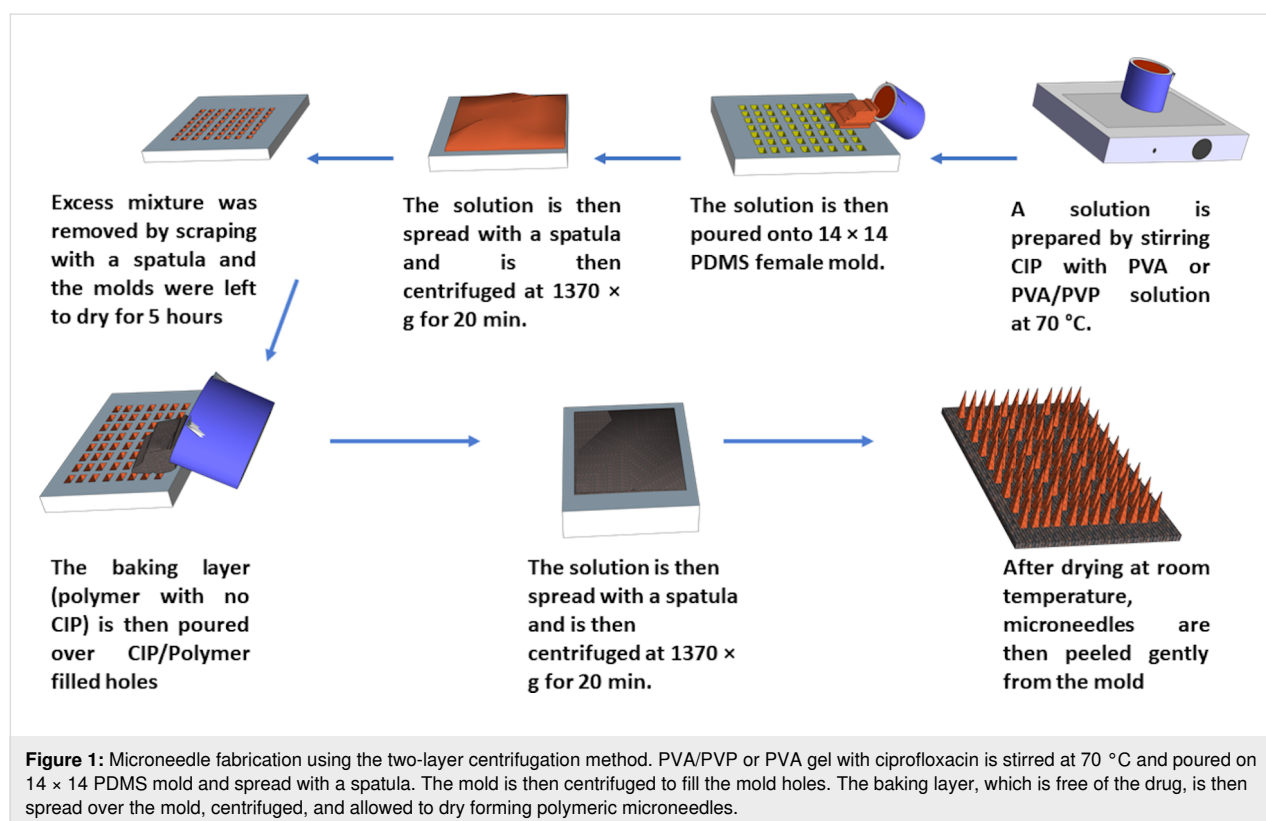 A solution is
prepared by stirring
CIP with PVA or
PVA/PVP solution
at 70 °C.
The solution is then
poured onto 14 × 14
PDMS female mold.
The solution is then
spread with a spatula
and is then
centrifuged at 1370 ×
g for 20 min.
Excess mixture was
removed by scraping
with a spatula and
the molds were left
to dry for 5 hours
The baking layer
(polymer with no
CIP) is then poured
over CIP/Polymer
filled holes
The solution is then
spread with a spatula
and is then
centrifuged at 1370 ×
g for 20 min.
After drying at room
temperature,
microneedles are
then peeled gently
from the mold
Figure 1: Microneedle fabrication using the two-layer centrifugation method. PVA/PVP or PVA gel with ciprofloxacin is stirred at 70 °C and poured on
14 × 14 PDMS mold and spread with a spatula. The mold is then centrifuged to fill the mold holes. The baking layer, which is free of the drug, is then
spread over the mold, centrifuged, and allowed to dry forming polymeric microneedles.